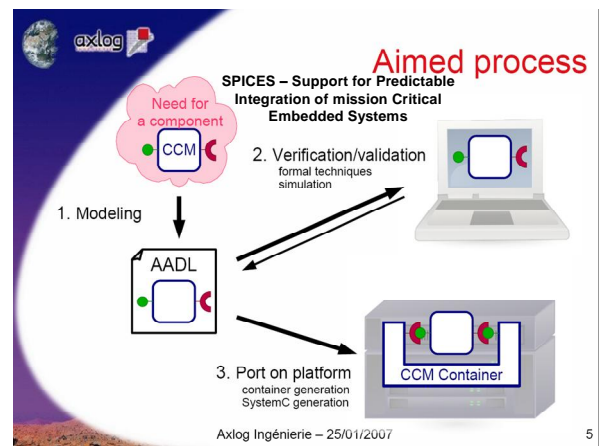 axlog
Aimed process
SPICES – Support for Predictable
Integration of mission Critical
Embedded Systems
Need for
a component
CCM
2. Verification/validation
formal techniques
simulation
1. Modeling
AADL
3. Port on platform
container generation
SystemC generation
CCM Container
Axlog Ingénierie – 25/01/2007
5